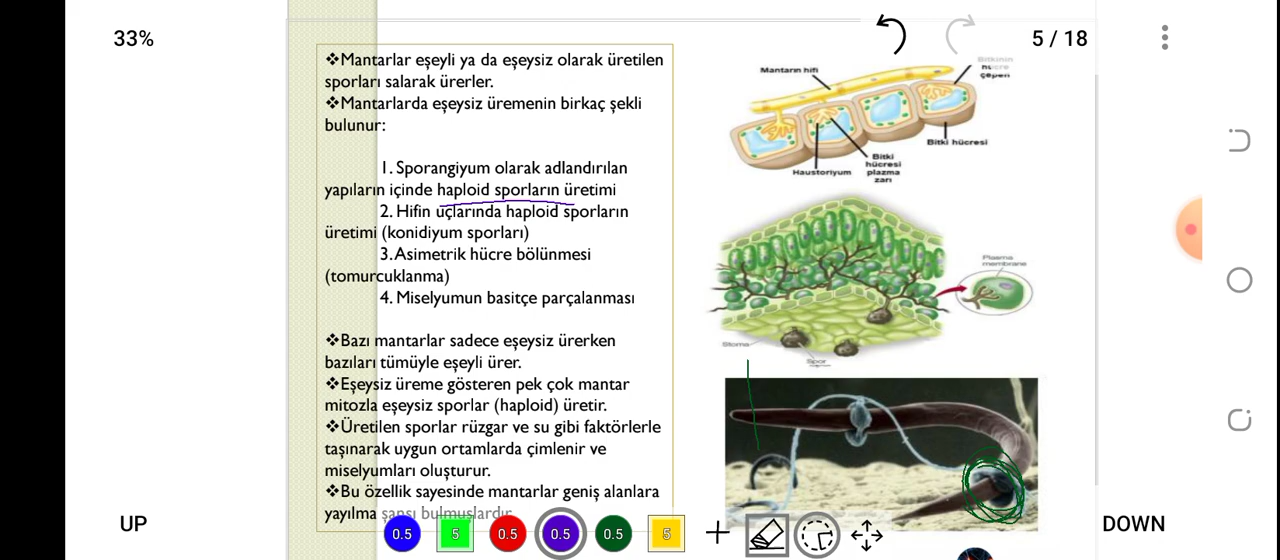 33%
5 / 18
❖Mantarlar eşeyli ya da eşeysiz olarak üretilen
sporları salarak ürerler.
❖Mantarlarda eşeysiz üremenin birkaç şekli
bulunur:
1. Sporangiyum olarak adlandırılan
yapıların içinde haploid sporların üretimi
2. Hifin uçlarında haploid sporların
üretimi (konidiyum sporları)
3.Asimetrik hücre bölünmesi
(tomurcuklanma)
4. Miselyumun basitçe parçalanması
❖Bazı mantarlar sadece eşeysiz ürerken
bazıları tümüyle eşeyli ürer.
❖Eşeysiz üreme gösteren pek çok mantar
mitozla eşeysiz sporlar (haploid) üretir.
❖Üretilen sporlar rüzgar ve su gibi faktörlerle
taşınarak uygun ortamlarda çimlenir ve
miselyumları oluşturur.
❖Bu özellik sayesinde mantarlar geniş alanlara
yayılma şansı bulmuşlardır.
Mantarın hifi
Bitkinin
hücre
çeperi
Bitki hücresi
Bitki
hücresi
plazma
zarı
Haustoriyum
Plasma
membrane
Stoma
Spor
UP
0.5
5
0.5
0.5
0.5
5
DOWN